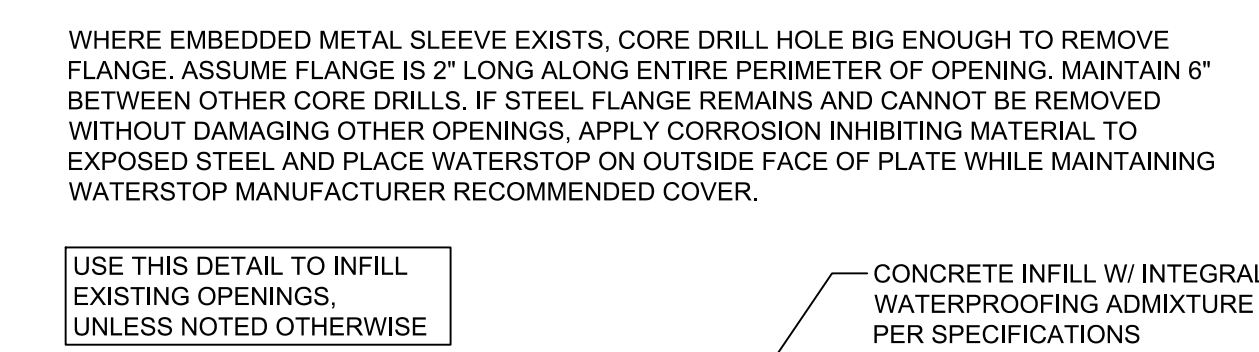 WHERE EMBEDDED METAL SLEEVE EXISTS, CORE DRILL HOLE BIG ENOUGH TO REMOVE
FLANGE. ASSUME FLANGE IS 2" LONG ALONG ENTIRE PERIMETER OF OPENING. MAINTAIN 6"
BETWEEN OTHER CORE DRILLS. IF STEEL FLANGE REMAINS AND CANNOT BE REMOVED
WITHOUT DAMAGING OTHER OPENINGS, APPLY CORROSION INHIBITING MATERIAL TO
EXPOSED STEEL AND PLACE WATERSTOP ON OUTSIDE FACE OF PLATE WHILE MAINTAINING
WATERSTOP MANUFACTURER RECOMMENDED COVER.
USE THIS DETAIL TO INFILL
EXISTING OPENINGS,
UNLESS NOTED OTHERWISE
CONCRETE INFILL W/ INTEGRAL
WATERPROOFING ADMIXTURE
PER SPECIFICATIONS